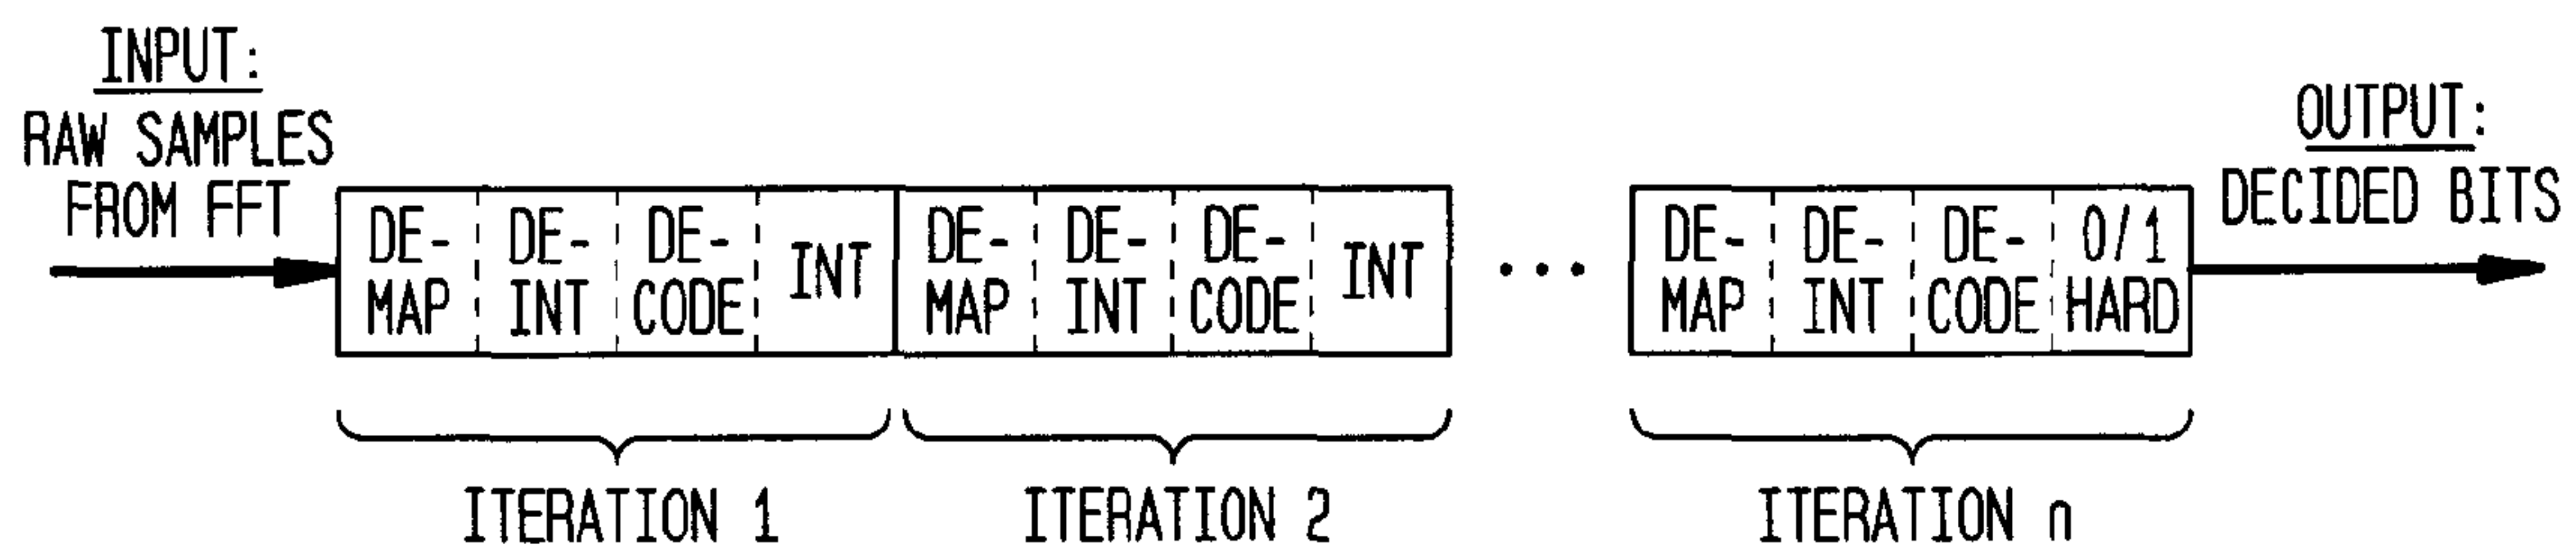 INPUT:
RAW SAMPLES
FROM FFT
DE-
MAP
DE-
INT
DE-
CODE
INT
DE-
MAP
DE-
INT
DE-
CODE
INT
DE-
MAP
DE-
INT
DE-
CODE
0/1
HARD
OUTPUT:
DECIDED BITS
ITERATION 1
ITERATION 2
ITERATION n